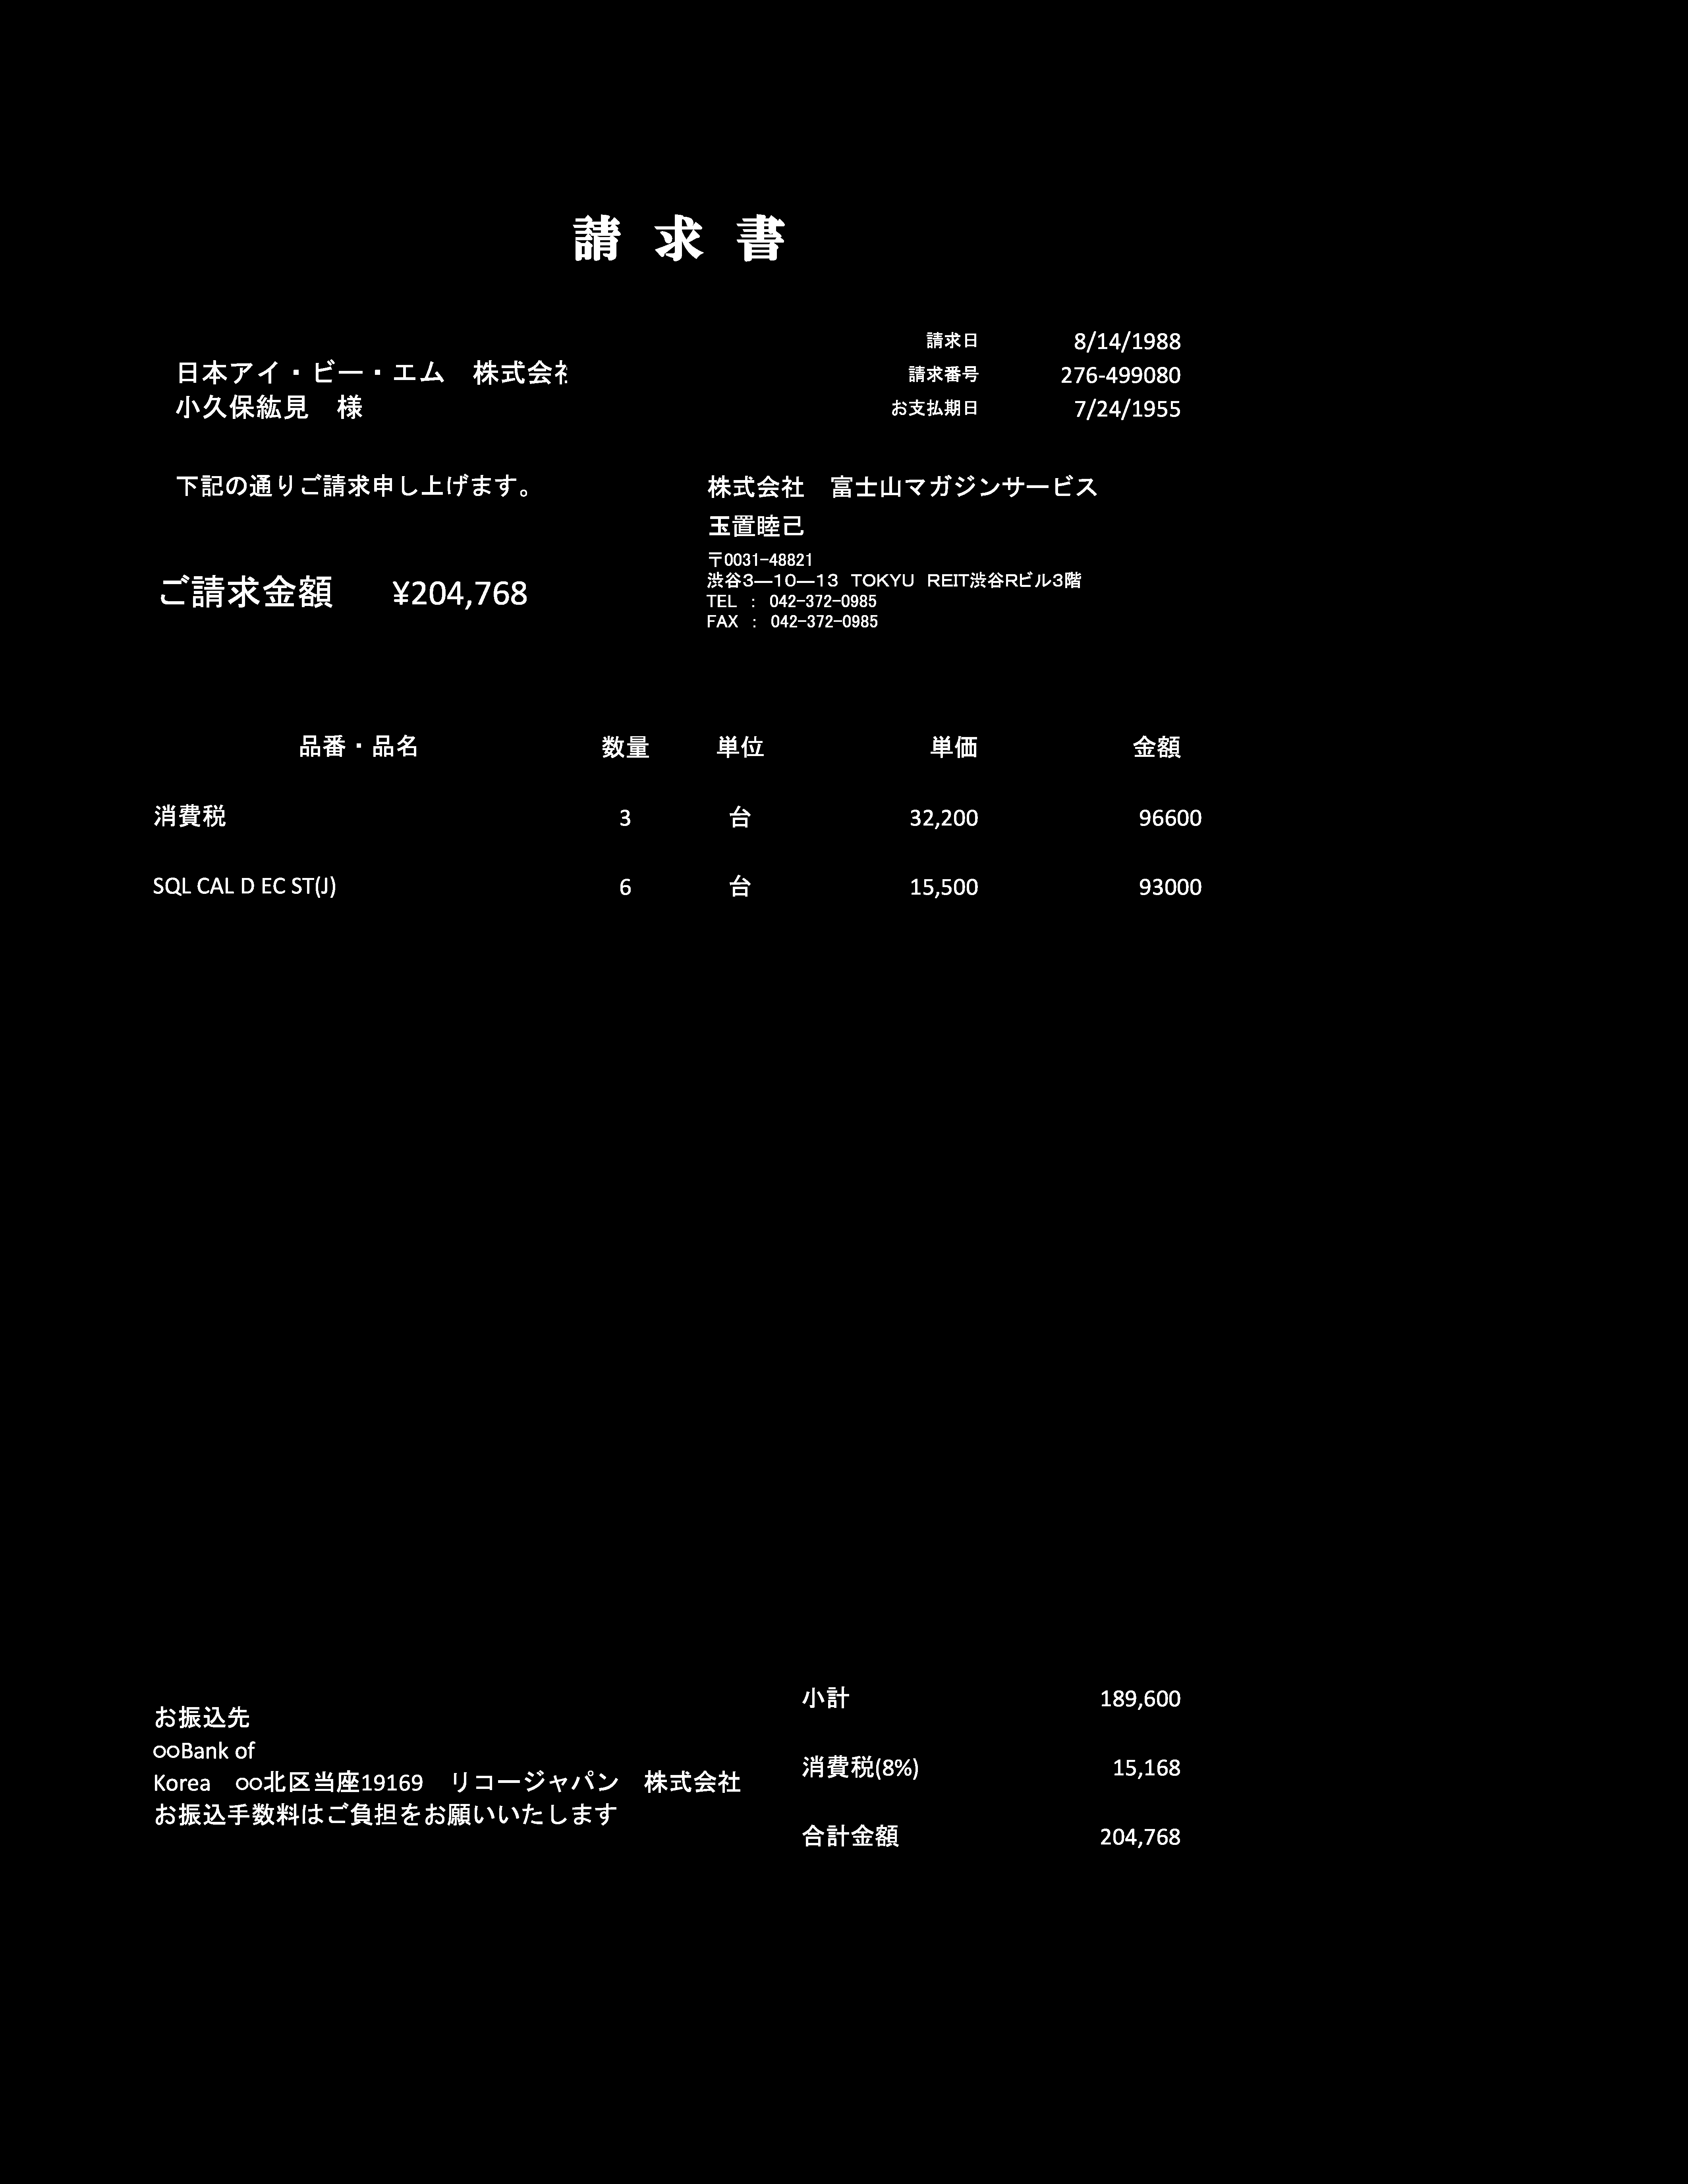 請 求 書
請求日 8/14/1988
日本アイ・ビー・エム 株式会
請求番号 276-499080
小久保紘見 様
お支払期日 7/24/1955
下記の通りご請求申し上げます。
株式会社 富士山マガジンサービス
玉置睦己
〒0031-48821
渋谷3―10―13 TOKYU REIT渋谷Rビル3階
ご請求金額 ¥204,768
TEL : 042-372-0985
FAX : 042-372-0985
品番・品名 数量 単位 単価 金額
消費税 3 台 32,200 96600
SQL CAL D EC ST(J) 6 台 15,500 93000
小計 189,600
お振込先
○○Bank of
消費税(8%) 15,168
Korea ○○北区当座19169 リコージャパン 株式会社
お振込手数料はご負担をお願いいたします
合計金額 204,768